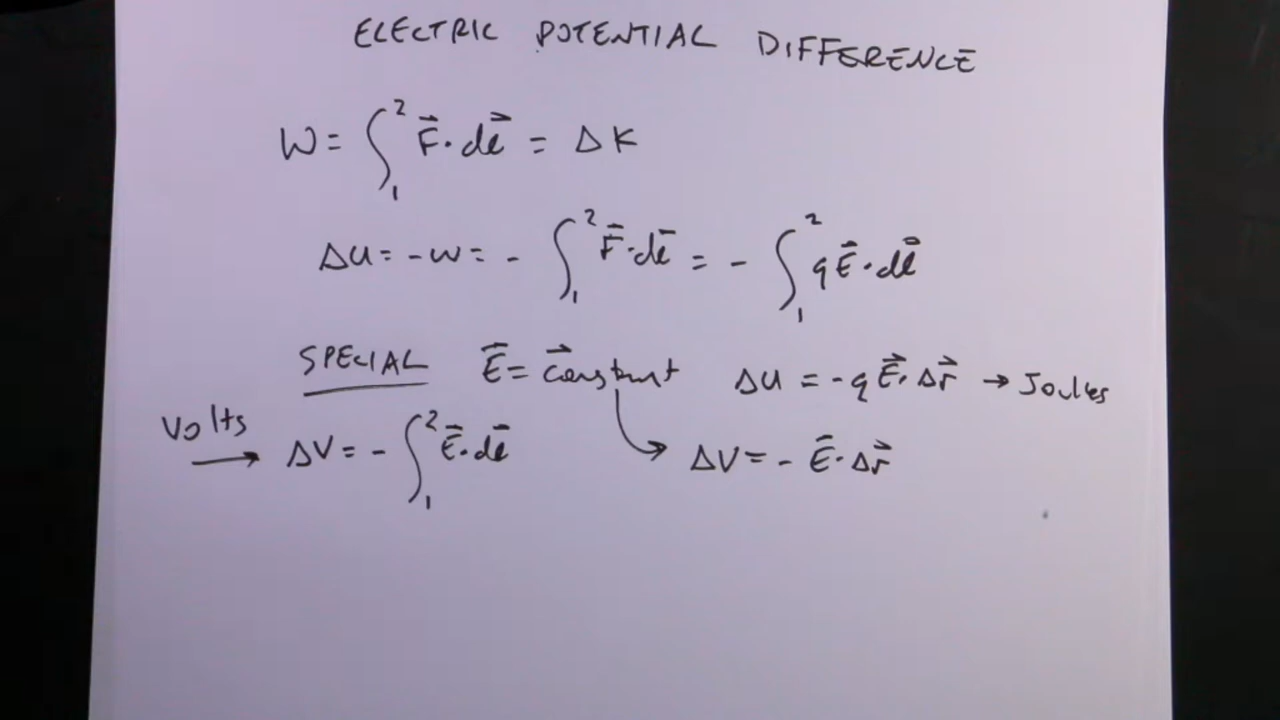 ELECTRIC POTENTIAL DIFFERENCE
W = ∫₁² F⃗·dℓ⃗ = ΔK
ΔU = -W = - ∫₁² F⃗·dℓ⃗ = - ∫₁² qE⃗·dℓ⃗
SPECIAL E⃗ = c⃗onstant ΔU = -qE⃗·Δr⃗ → Joules
Volts → ΔV = - ∫₁² E⃗·dℓ⃗ ΔV = - E⃗·Δr⃗